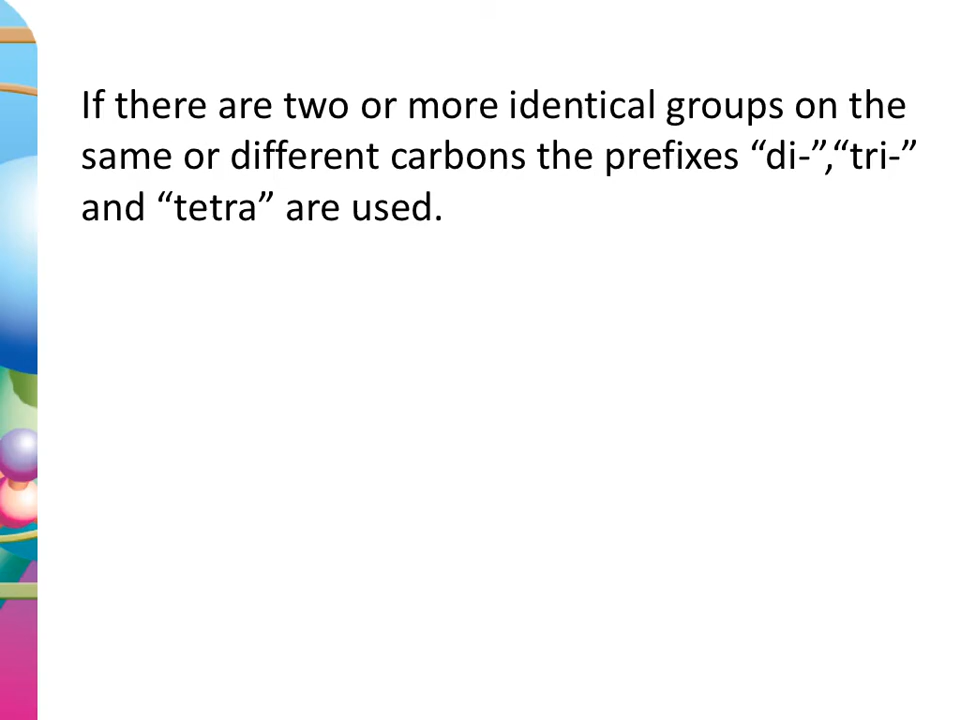 If there are two or more identical groups on the
same or different carbons the prefixes “di-”,“tri-”
and “tetra” are used.